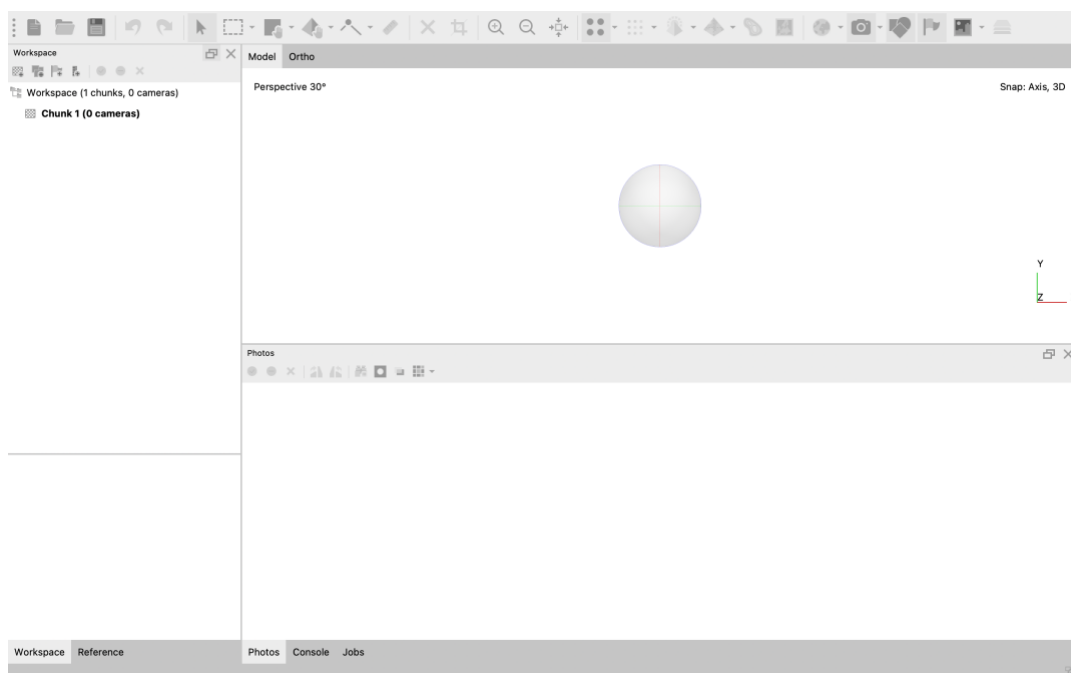 Workspace
Model Ortho
Workspace (1 chunks, 0 cameras)
Chunk 1 (0 cameras)
Perspective 30°
Snap: Axis, 3D
Y
Z
Photos
Workspace Reference
Photos Console Jobs